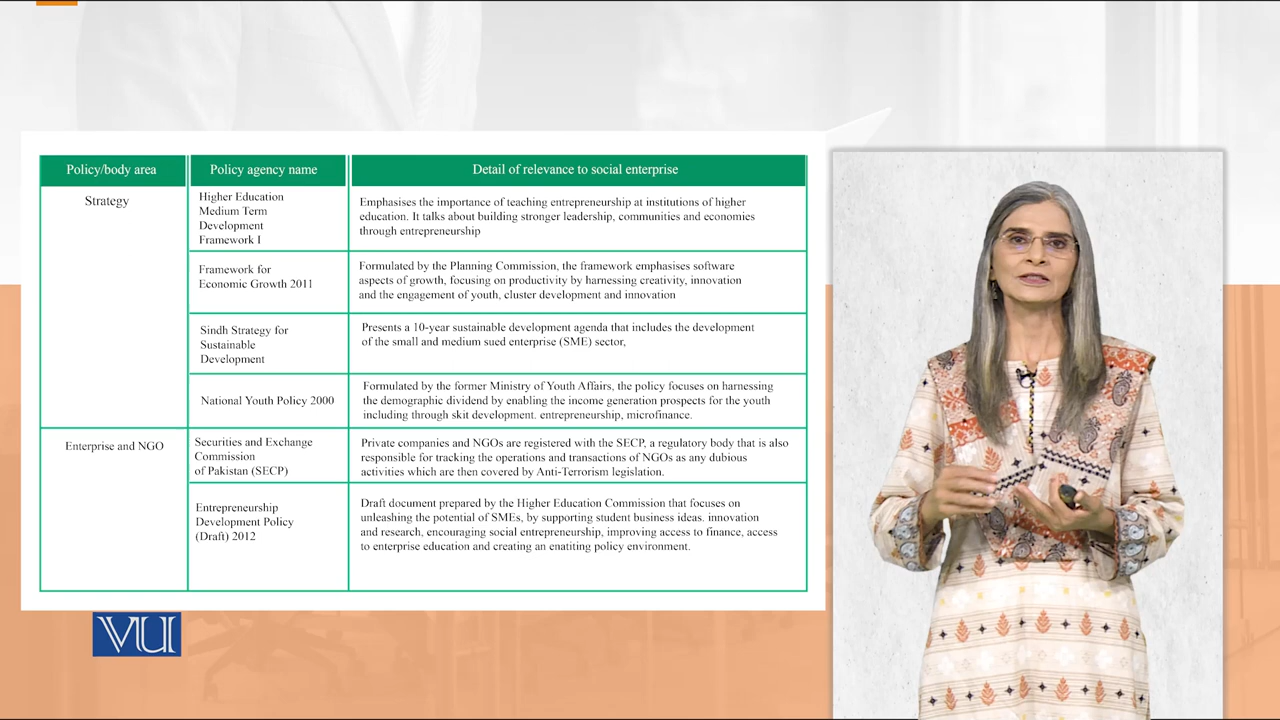 Policy/body area
Policy agency name
Detail of relevance to social enterprise
Strategy
Higher Education
Medium Term
Development
Framework I
Emphasises the importance of teaching entrepreneurship at institutions of higher
education. It talks about building stronger leadership, communities and economies
through entrepreneurship
Framework for
Economic Growth 2011
Formulated by the Planning Commission, the framework emphasises software
aspects of growth, focusing on productivity by harnessing creativity, innovation
and the engagement of youth, cluster development and innovation
Sindh Strategy for
Sustainable
Development
Presents a 10-year sustainable development agenda that includes the development
of the small and medium sued enterprise (SME) sector,
National Youth Policy 2000
Formulated by the former Ministry of Youth Affairs, the policy focuses on harnessing
the demographic dividend by enabling the income generation prospects for the youth
including through skit development. entrepreneurship, microfinance.
Enterprise and NGO
Securities and Exchange
Commission
of Pakistan (SECP)
Private companies and NGOs are registered with the SECP, a regulatory body that is also
responsible for tracking the operations and transactions of NGOs as any dubious
activities which are then covered by Anti-Terrorism legislation.
Entrepreneurship
Development Policy
(Draft) 2012
Draft document prepared by the Higher Education Commission that focuses on
unleashing the potential of SMEs, by supporting student business ideas. innovation
and research, encouraging social entrepreneurship, improving access to finance, access
to enterprise education and creating an enatiting policy environment.
VU